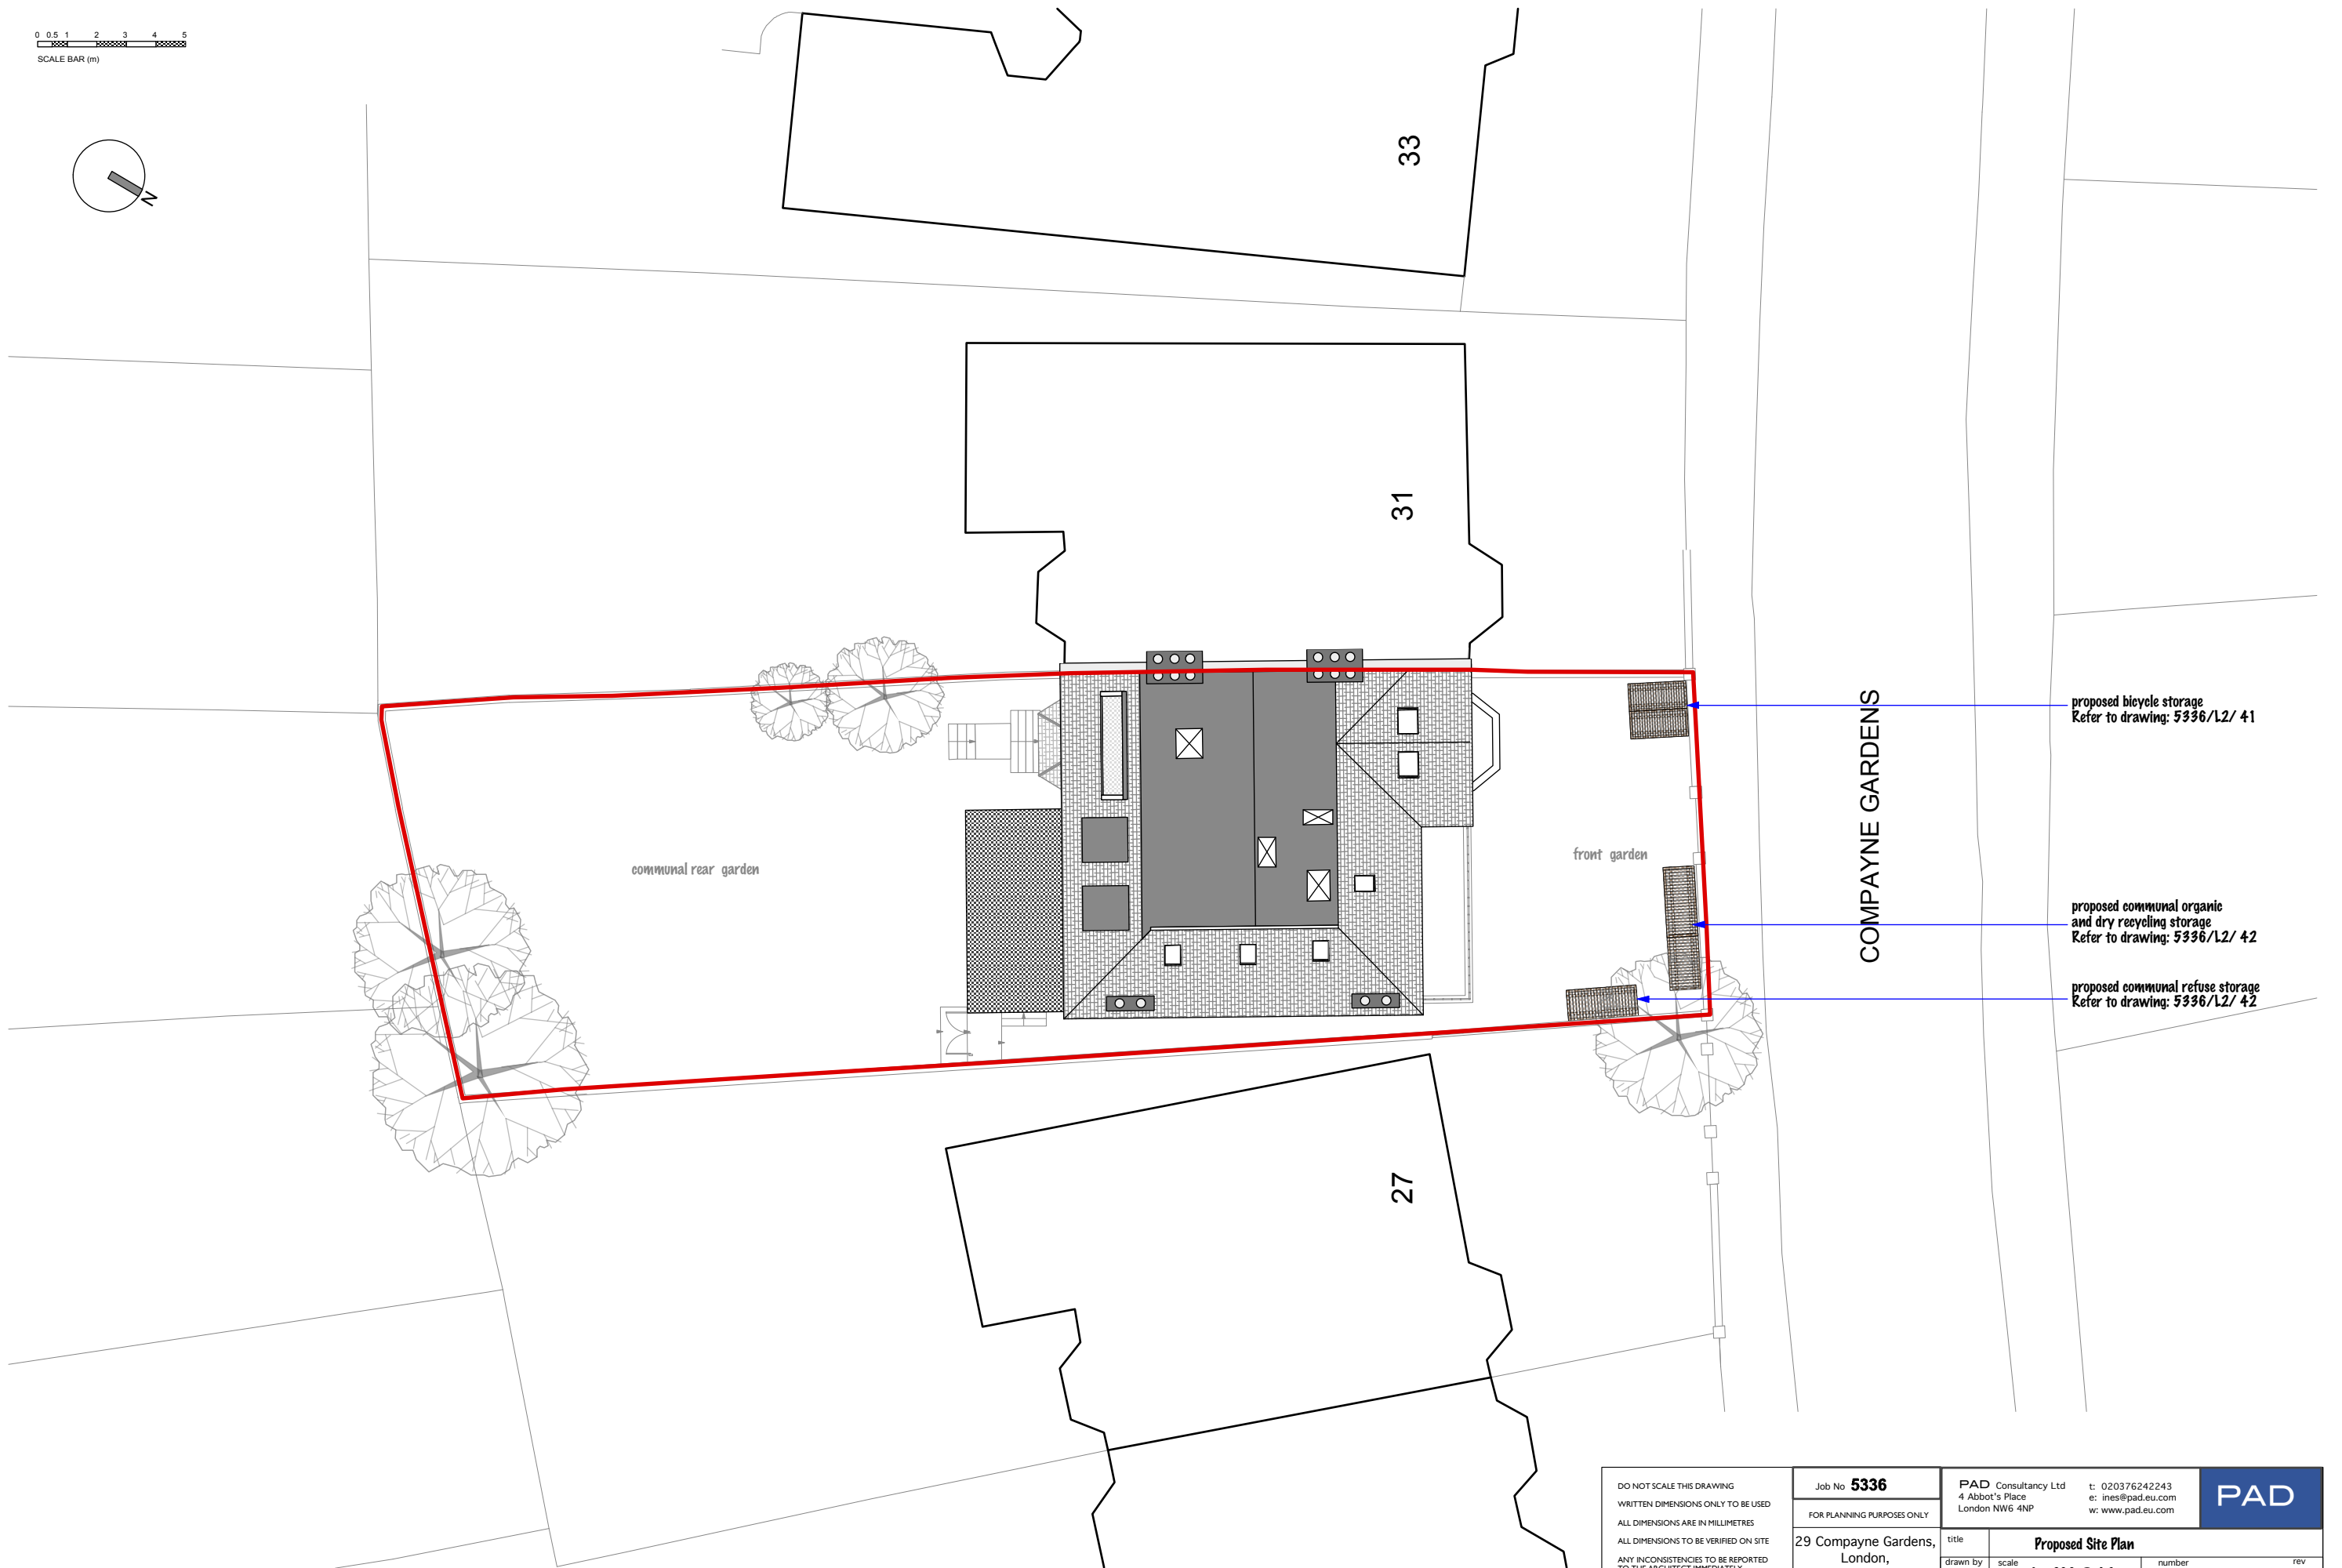 0 0.5 1 2 3 4 5
SCALE BAR (m)
N
33
31
27
COMPAYNE GARDENS
communal rear garden
front garden
proposed bicycle storage
Refer to drawing: 5336/L2/ 41
proposed communal organic
and dry recycling storage
Refer to drawing: 5336/L2/ 42
proposed communal refuse storage
Refer to drawing: 5336/L2/ 42
DO NOT SCALE THIS DRAWING
WRITTEN DIMENSIONS ONLY TO BE USED
ALL DIMENSIONS ARE IN MILLIMETRES
ALL DIMENSIONS TO BE VERIFIED ON SITE
ANY INCONSISTENCIES TO BE REPORTED
TO THE ARCHITECT IMMEDIATELY
Job No 5336
FOR PLANNING PURPOSES ONLY
29 Compayne Gardens,
London,
PAD Consultancy Ltd
4 Abbot's Place
London NW6 4NP
t: 020376242243
e: ines@pad.eu.com
w: www.pad.eu.com
PAD
title Proposed Site Plan
drawn by scale number rev